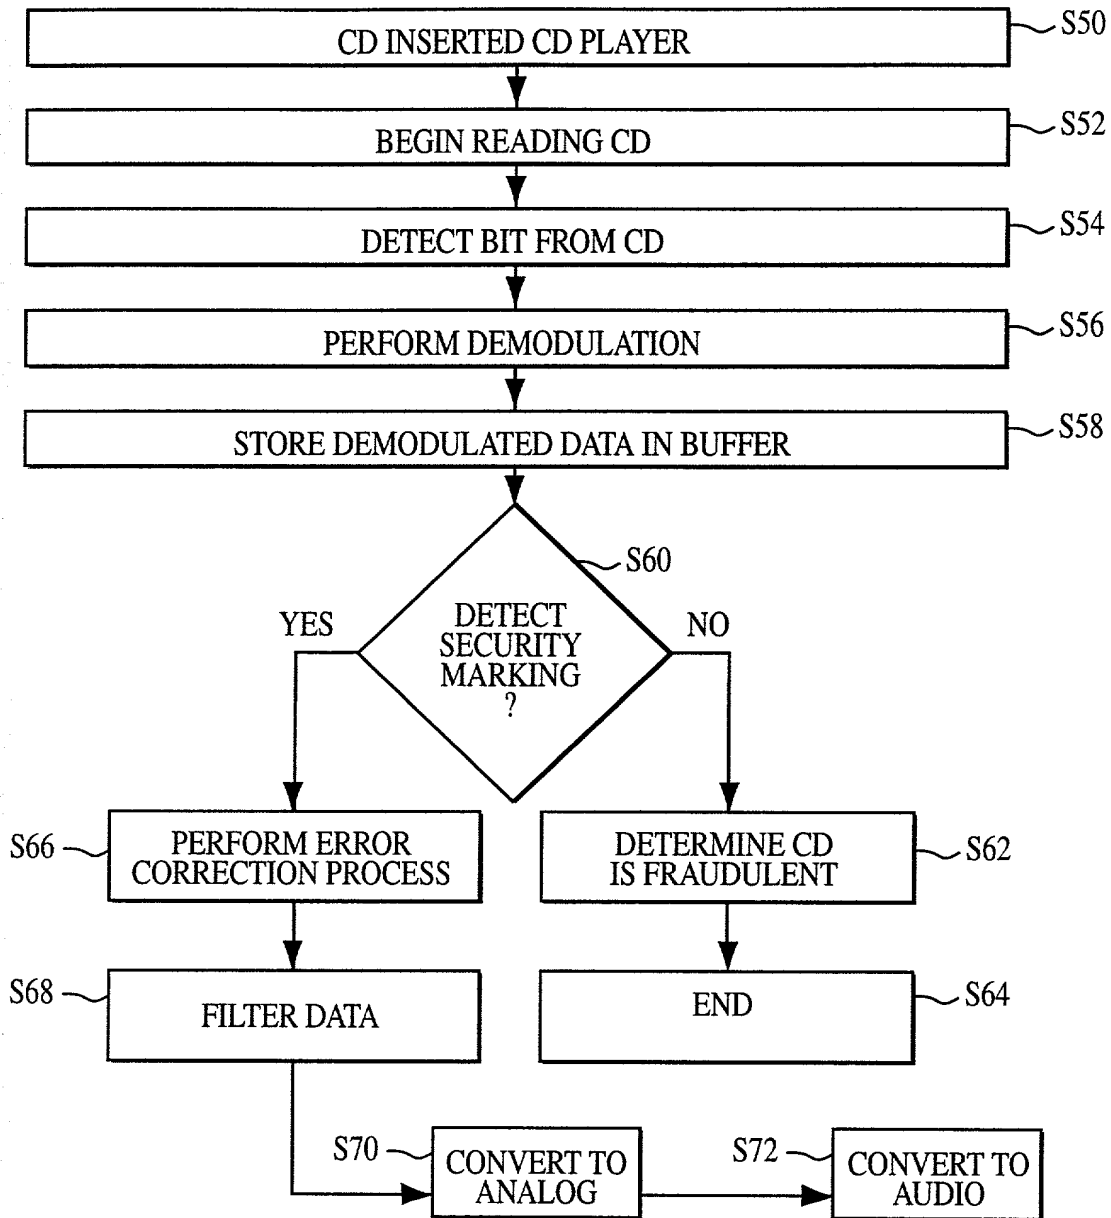 CD INSERTED CD PLAYER
S50
BEGIN READING CD
S52
DETECT BIT FROM CD
S54
PERFORM DEMODULATION
S56
STORE DEMODULATED DATA IN BUFFER
S58
S60
DETECT
SECURITY
MARKING
?
YES
NO
S66
PERFORM ERROR
CORRECTION PROCESS
DETERMINE CD
IS FRAUDULENT
S62
S68
FILTER DATA
END
S64
S70
CONVERT TO
ANALOG
S72
CONVERT TO
AUDIO